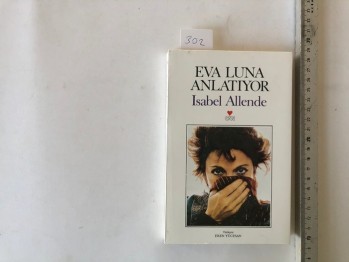 302
EVA LUNA
ANLATIYOR
Isabel Allende